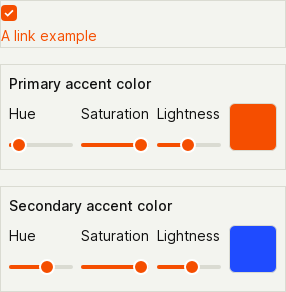 A link example
Primary accent color
Hue Saturation Lightness
Secondary accent color
Hue Saturation Lightness